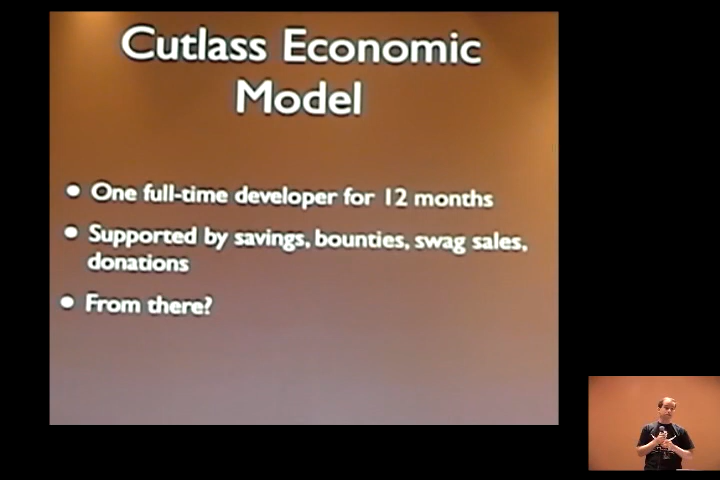 Cutlass Economic
Model
• One full-time developer for 12 months
• Supported by savings, bounties, swag sales,
donations
• From there?